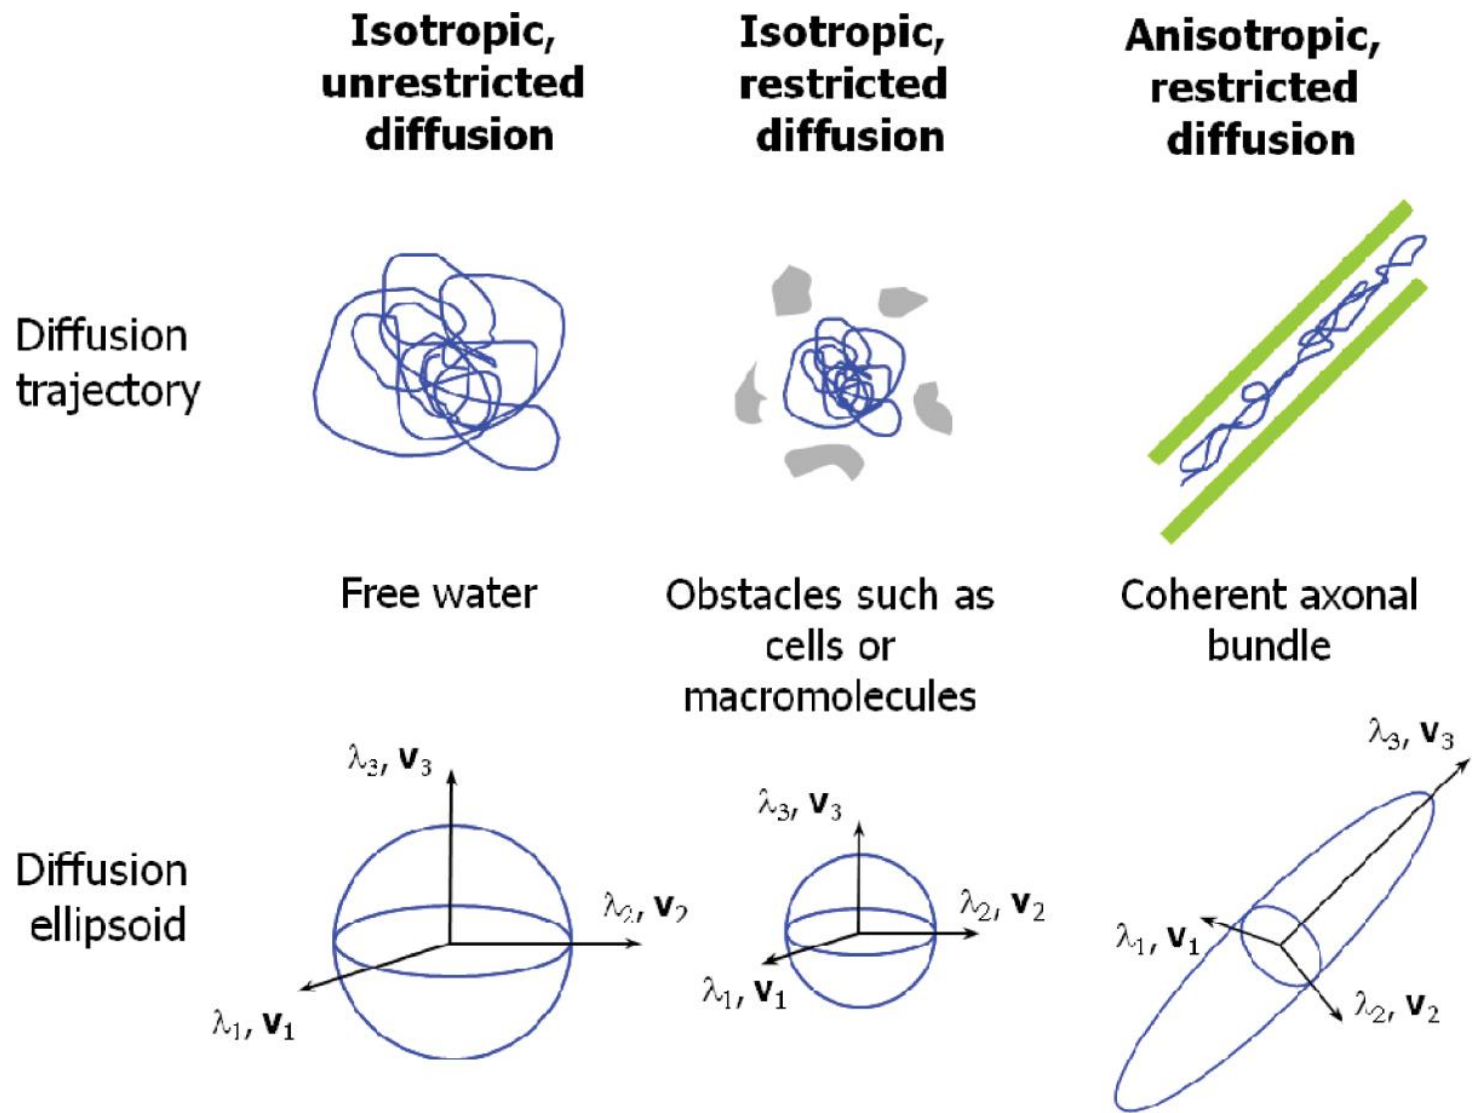 Isotropic,
unrestricted
diffusion
Isotropic,
restricted
diffusion
Anisotropic,
restricted
diffusion
Diffusion
trajectory
Free water
Obstacles such as
cells or
macromolecules
Coherent axonal
bundle
Diffusion
ellipsoid
λ₃, v₃
λ₂, v₂
λ₁, v₁
λ₃, v₃
λ₂, v₂
λ₁, v₁
λ₃, v₃
λ₁, v₁
λ₂, v₂